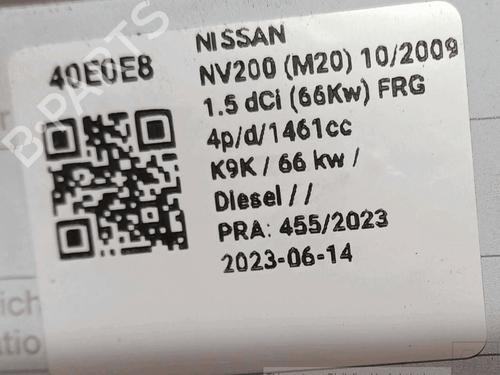 40E0E8
NISSAN
NV200 (M20) 10/2009
1.5 dCi (66Kw) FRG
4p/d/1461cc
K9K / 66 kw /
Diesel / /
PRA: 455/2023
2023-06-14
B-PARTS